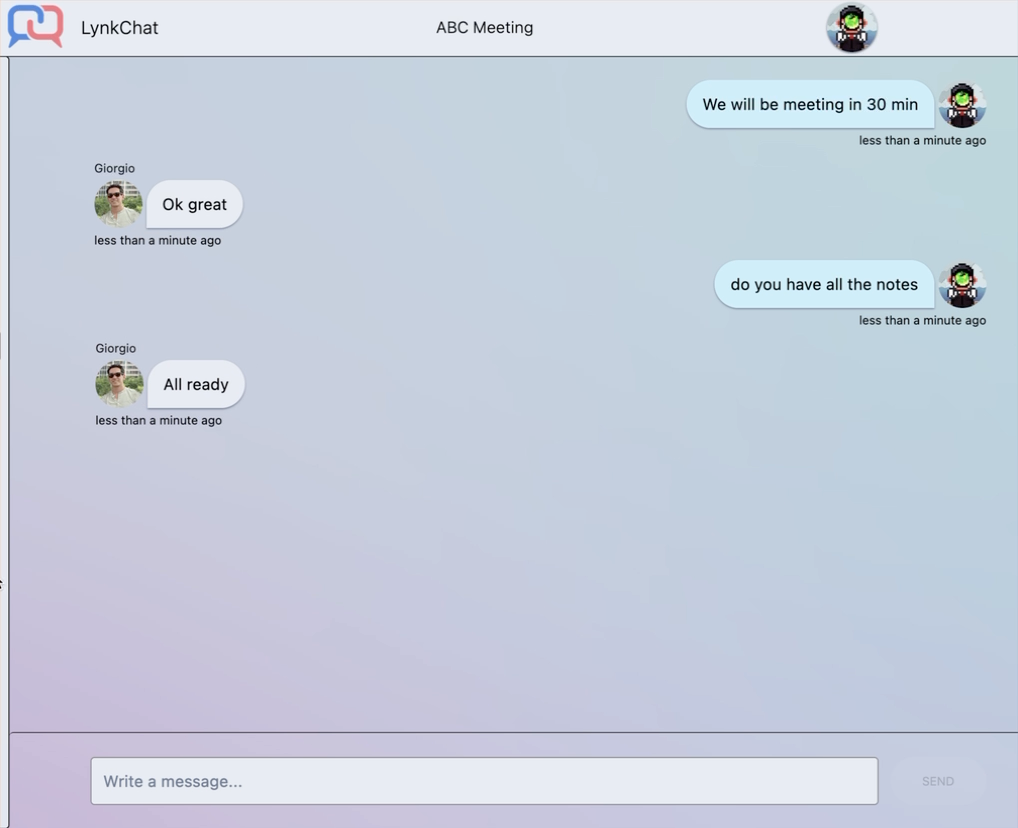 LynkChat
ABC Meeting
We will be meeting in 30 min
less than a minute ago
Giorgio
Ok great
less than a minute ago
do you have all the notes
less than a minute ago
Giorgio
All ready
less than a minute ago
Write a message...
SEND